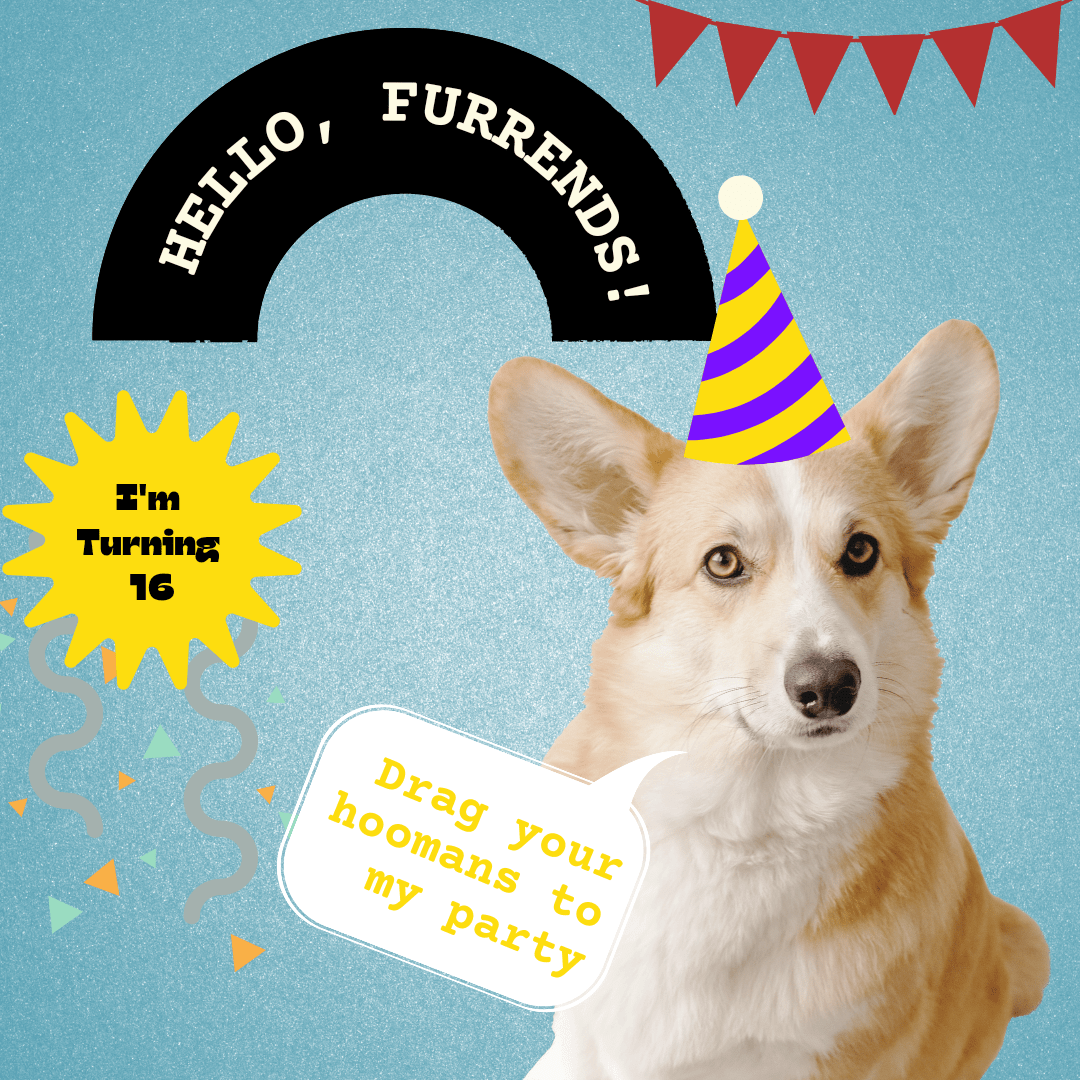 HELLO, FURRENDS!
I'm
Turning
16
Drag your
hoomans to
my party